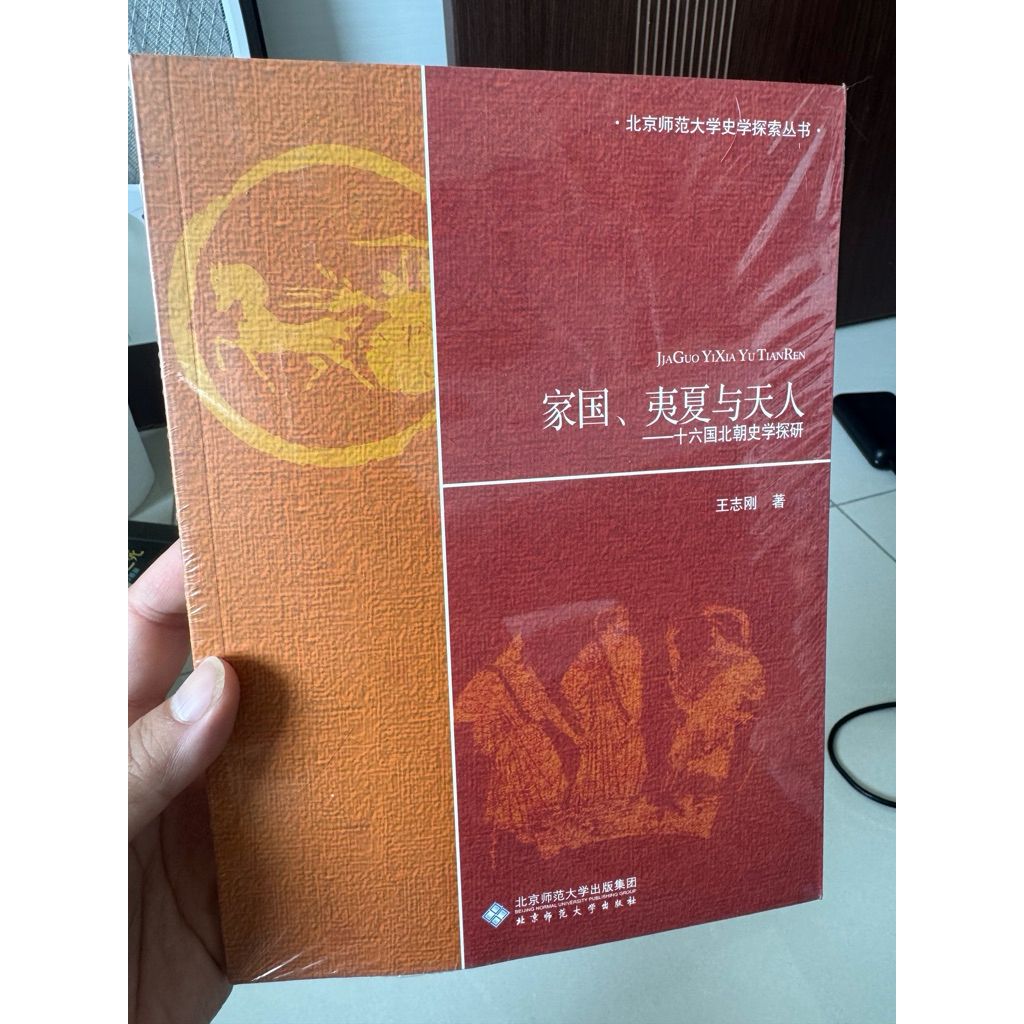 ·北京师范大学史学探索丛书·
JIAGUO YIXIA YU TIANREN
家国、夷夏与天人
——十六国北朝史学探研
王志刚 著
北京师范大学出版集团
BEIJING NORMAL UNIVERSITY PUBLISHING GROUP
北京师范大学出版社